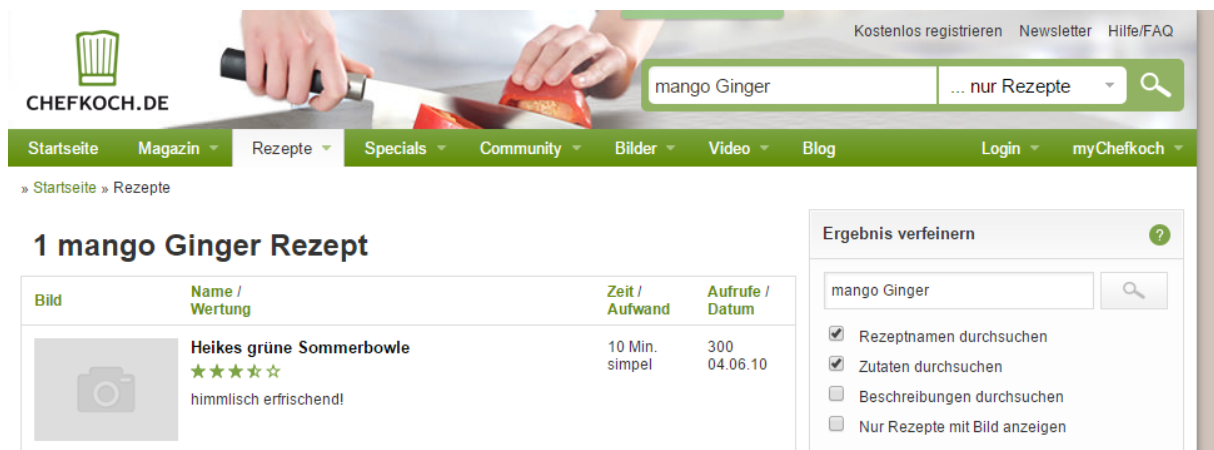 Kostenlos registrieren Newsletter Hilfe/FAQ
CHEFKOCH.DE
mango Ginger ... nur Rezepte
Startseite Magazin Rezepte Specials Community Bilder Video Blog Login myChefkoch
» Startseite » Rezepte
1 mango Ginger Rezept
Bild
Name /
Wertung
Zeit /
Aufwand
Aufrufe /
Datum
Heikes grüne Sommerbowle
himmlisch erfrischend!
10 Min.
simpel
300
04.06.10
Ergebnis verfeinern ?
mango Ginger
Rezeptnamen durchsuchen
Zutaten durchsuchen
Beschreibungen durchsuchen
Nur Rezepte mit Bild anzeigen